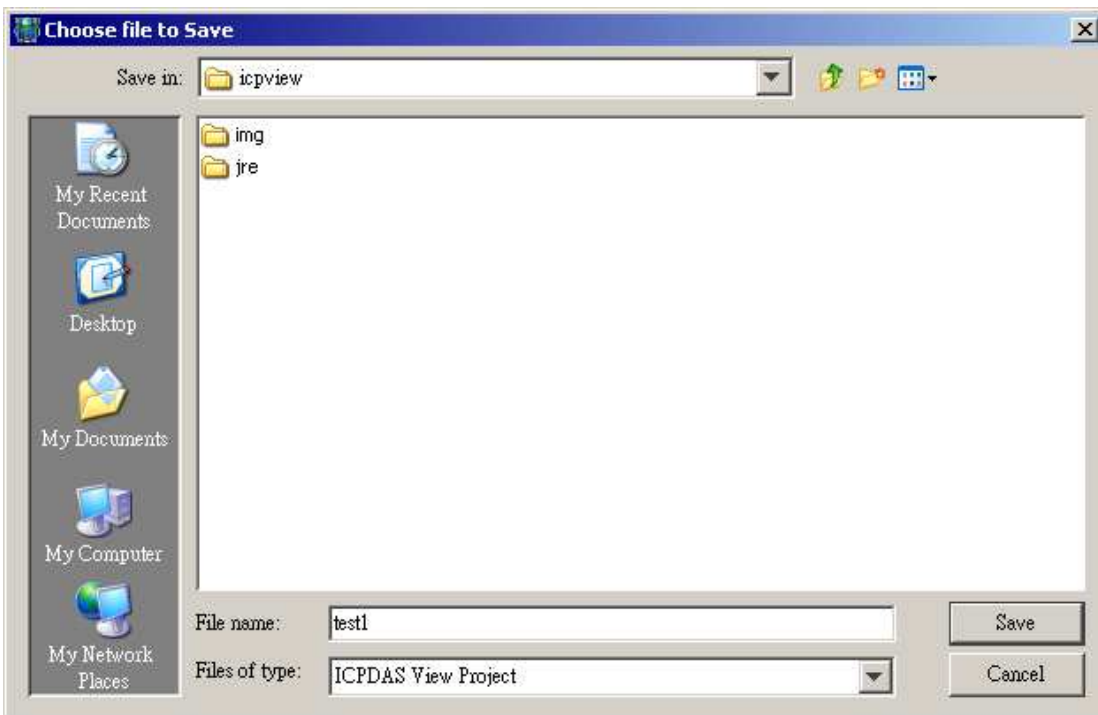 Choose file to Save
Save in:
icpview
img
jre
My Recent
Documents
Desktop
My Documents
My Computer
My Network
Places
File name:
test1
Save
Files of type:
ICPDAS View Project
Cancel